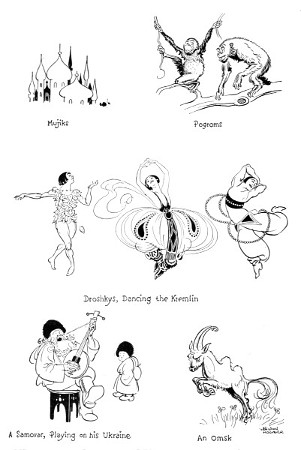 Mujiks
Pogroms
Droshkys, Dancing the Kremlin
A Samovar, Playing on his Ukraine
An Omsk